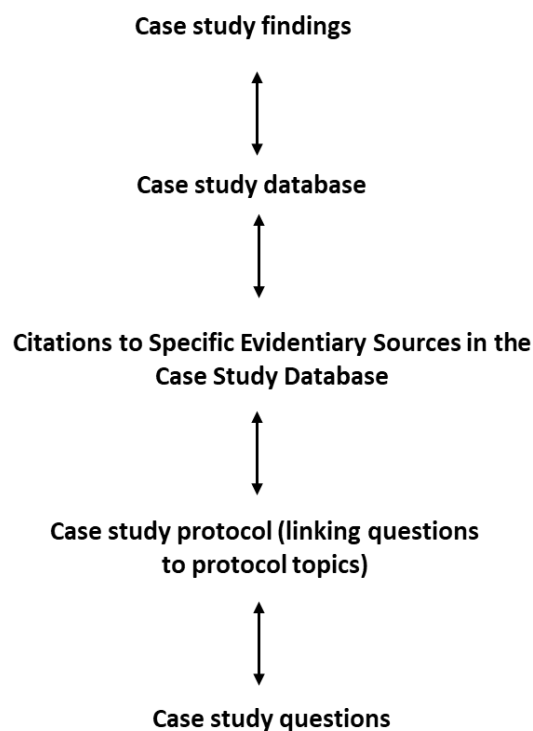 Case study findings
Case study database
Citations to Specific Evidentiary Sources in the
Case Study Database
Case study protocol (linking questions
to protocol topics)
Case study questions